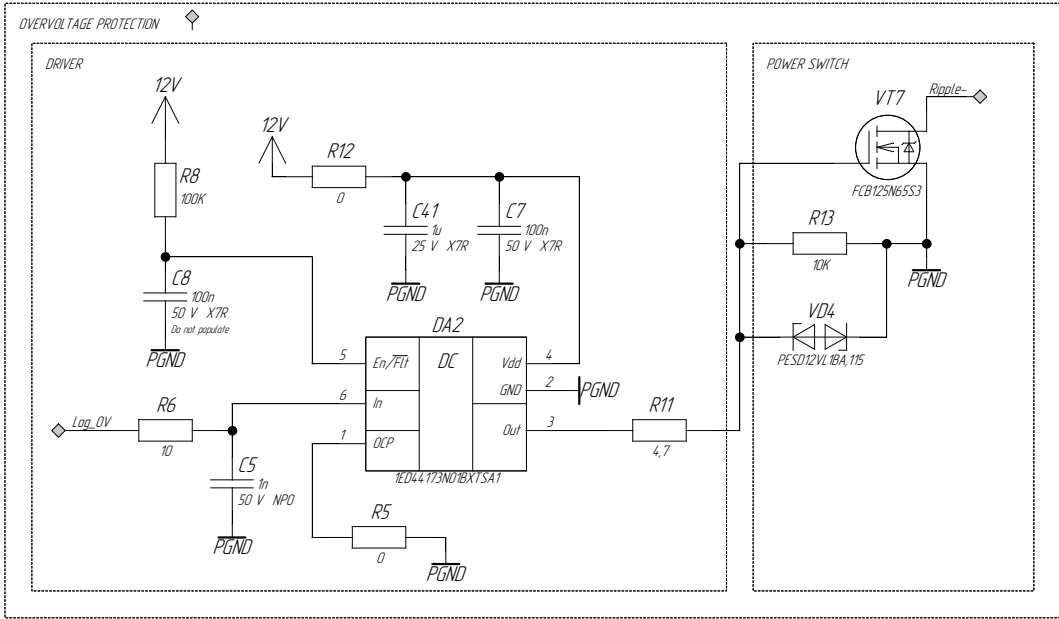 OVERVOLTAGE PROTECTION
DRIVER
12V
R8
100K
C8
100n
50 V X7R
Do not populate
PGND
12V
R12
0
C41
1u
25 V X7R
PGND
C7
100n
50 V X7R
PGND
DA2
5
En/Flt
DC
Vdd
4
GND
2
PGND
6
In
1
OCP
Out
3
1ED44173N01BXTSA1
Log_OV
R6
10
C5
1n
50 V NP0
PGND
R5
0
PGND
R11
4,7
POWER SWITCH
Ripple-
VT7
FCB125N65S3
R13
10K
PGND
VD4
PESD12VL1BA,115